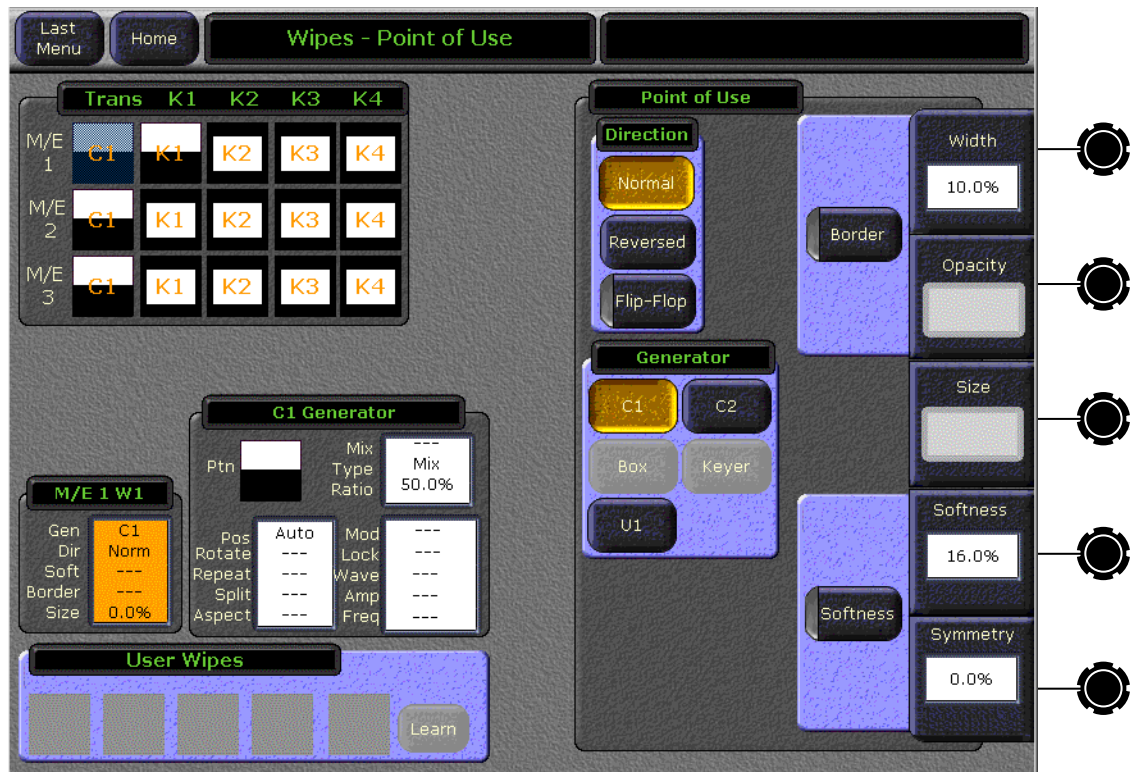 Last
Menu
Home
Wipes - Point of Use
Trans K1 K2 K3 K4
M/E
1
C1 K1 K2 K3 K4
M/E
2
C1 K1 K2 K3 K4
M/E
3
C1 K1 K2 K3 K4
C1 Generator
Ptn
Mix ---
Type Mix
Ratio 50.0%
M/E 1 W1
Gen C1
Dir Norm
Soft ---
Border ---
Size 0.0%
Pos Auto
Rotate ---
Repeat ---
Split ---
Aspect ---
Mod ---
Lock ---
Wave ---
Amp ---
Freq ---
User Wipes
Learn
Point of Use
Direction
Normal
Reversed
Flip-Flop
Generator
C1 C2
Box Keyer
U1
Border
Softness
Width
10.0%
Opacity
Size
Softness
16.0%
Symmetry
0.0%